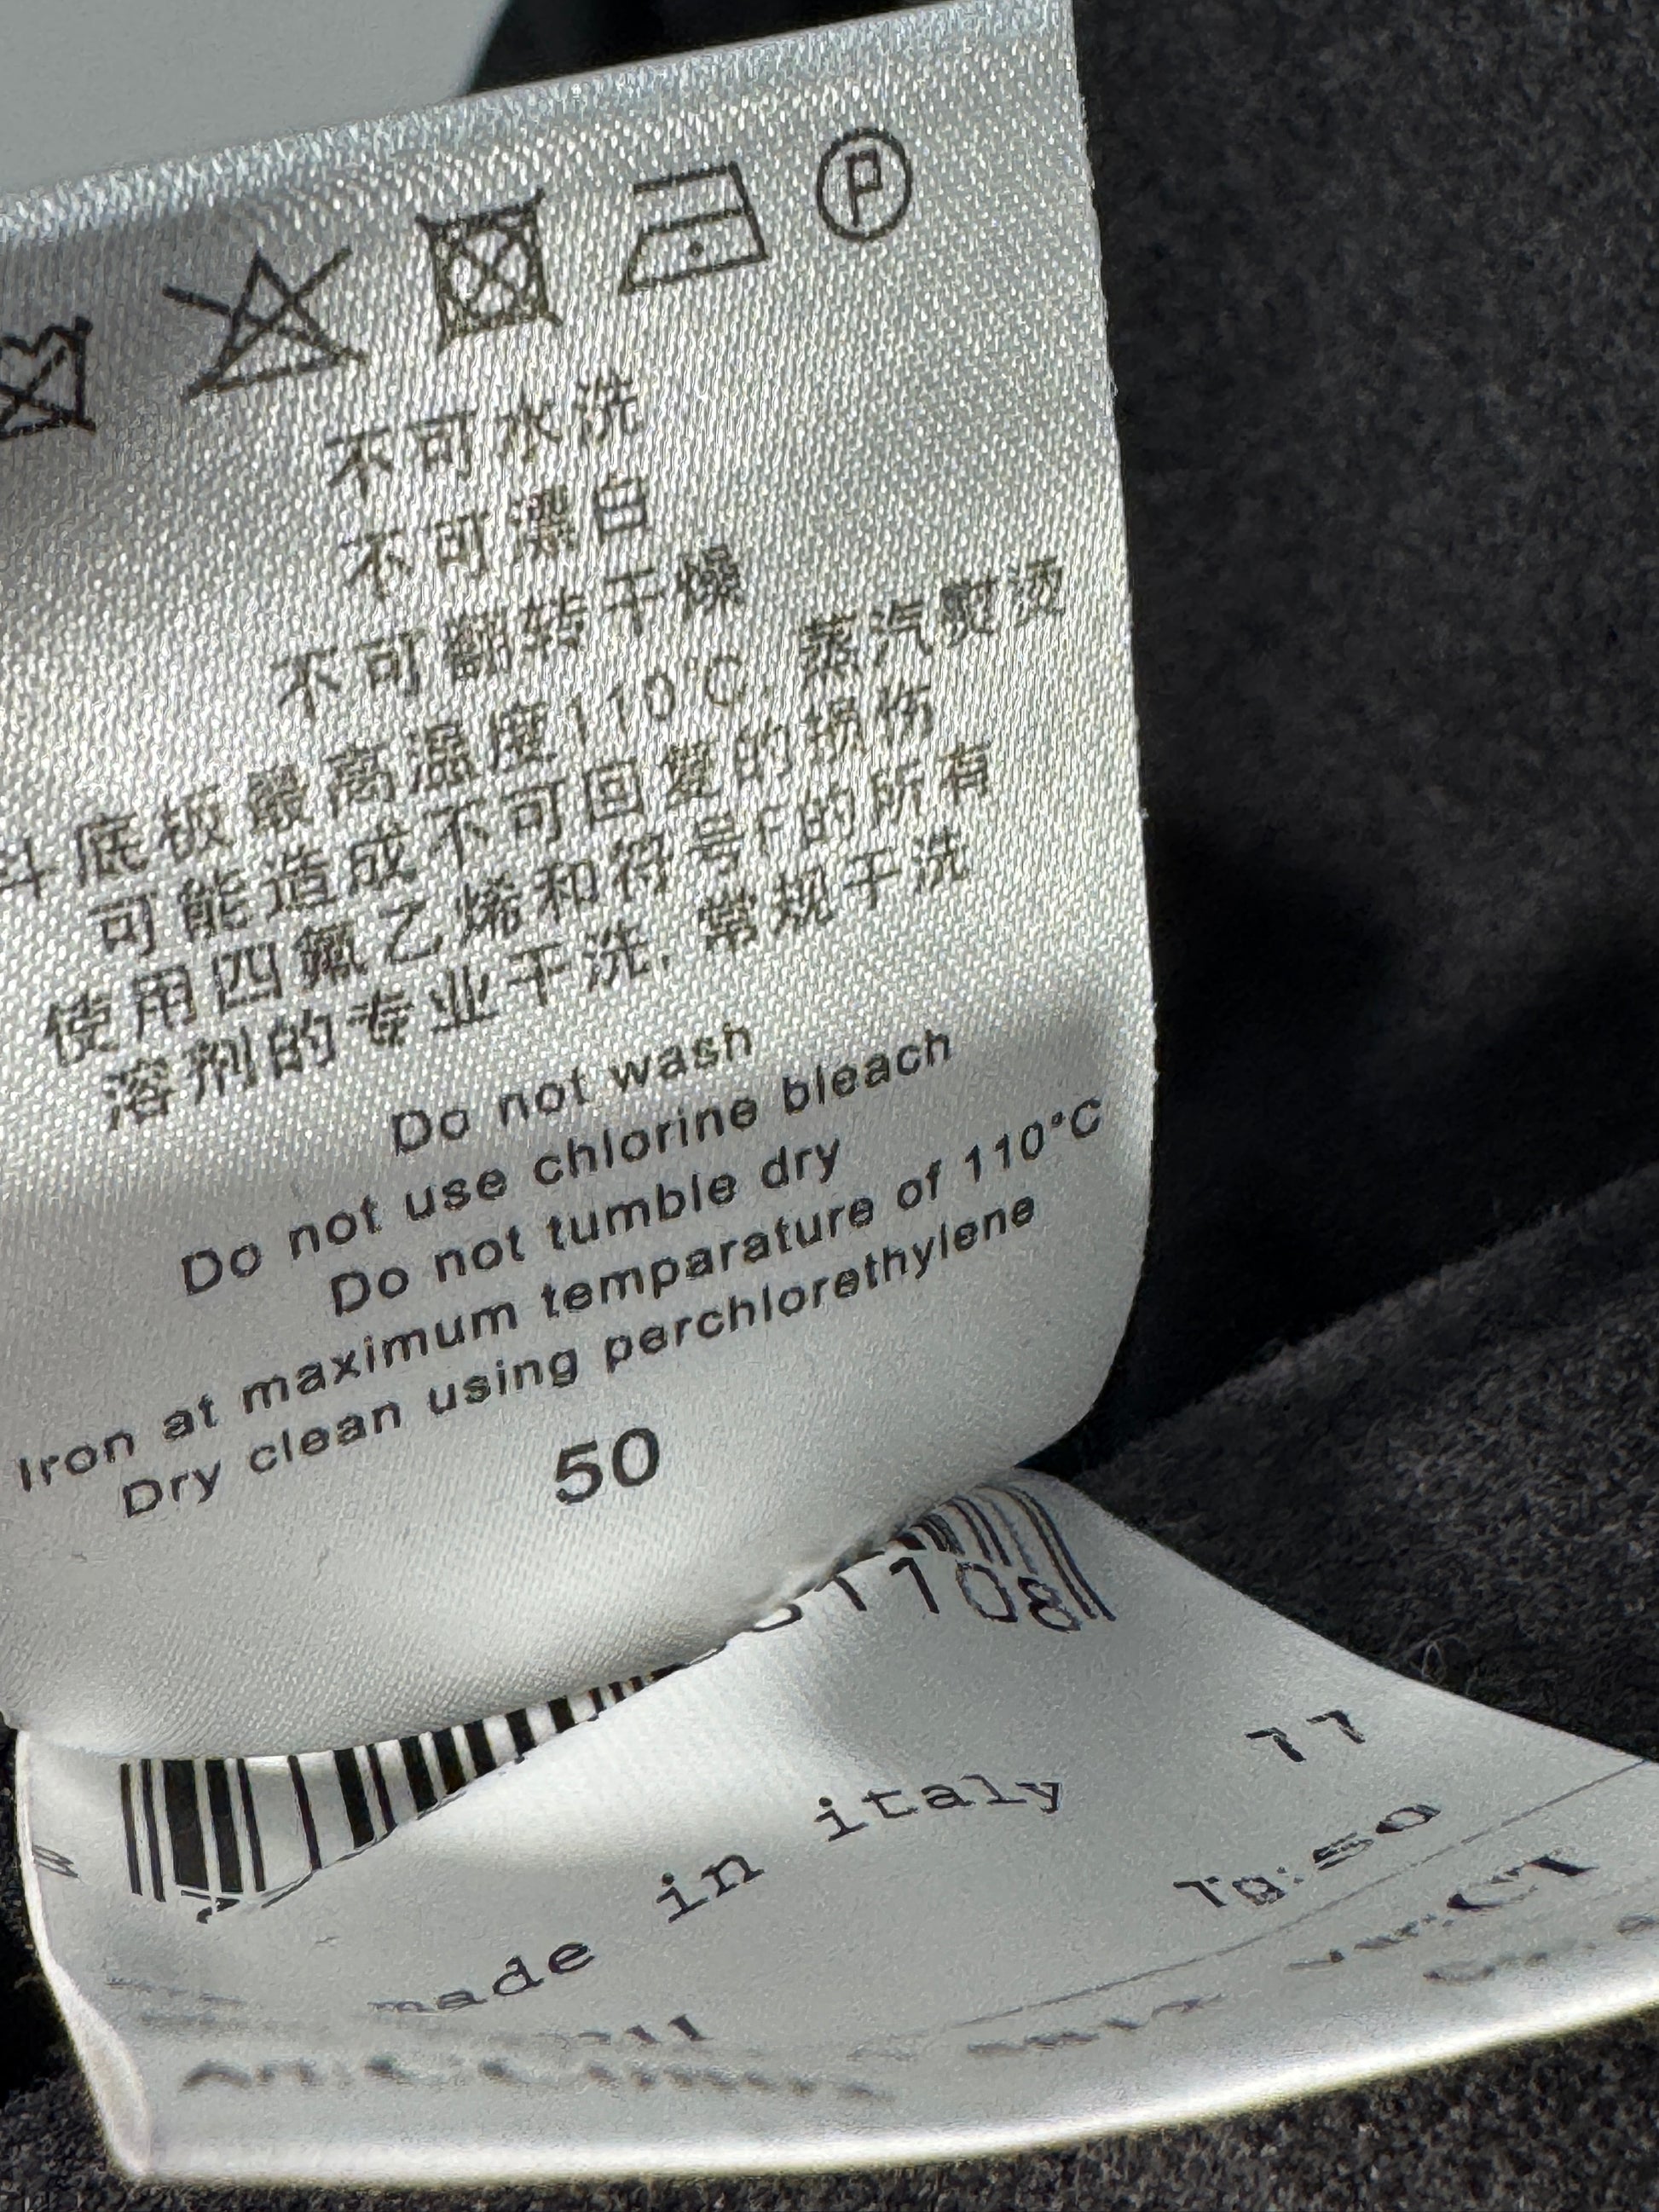 P
不可水洗
不可漂白
不可翻转干燥
斗底板最高温度110℃, 蒸汽熨烫
可能造成不可回复的损伤
使用四氯乙烯和符号F的所有
溶剂的专业干洗, 常规干洗
Do not wash
Do not use chlorine bleach
Do not tumble dry
Iron at maximum temparature of 110°C
Dry clean using perchlorethylene
50
1108
77
made in italy
Tg:50